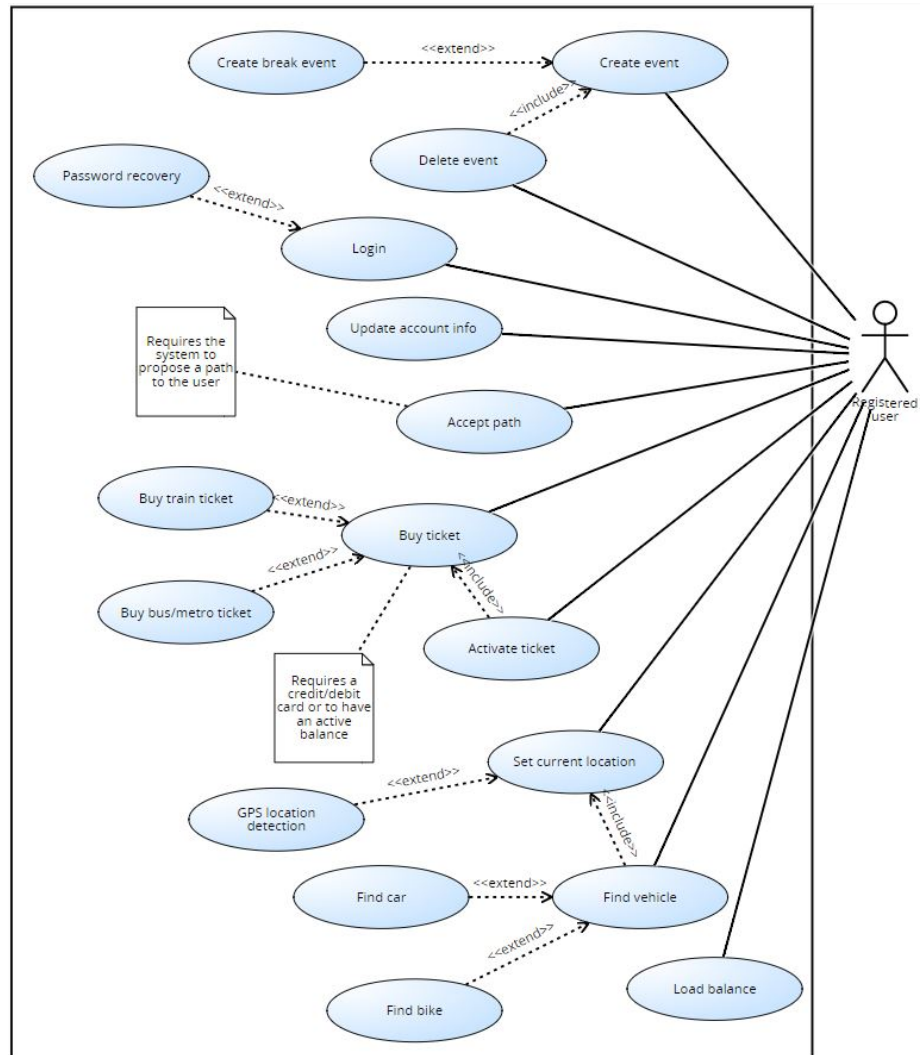 <<extend>>
Create break event
Create event
<<include>>
Delete event
Password recovery
<<extend>>
Login
Update account info
Requires the
system to
propose a path
to the user
Registered
user
Accept path
Buy train ticket
<<extend>>
Buy ticket
<<extend>>
<<include>>
Buy bus/metro ticket
Activate ticket
Requires a
credit/debit
card or to have
an active
balance
Set current location
<<extend>>
GPS location
detection
<<include>>
Find car
<<extend>>
Find vehicle
<<extend>>
Find bike
Load balance